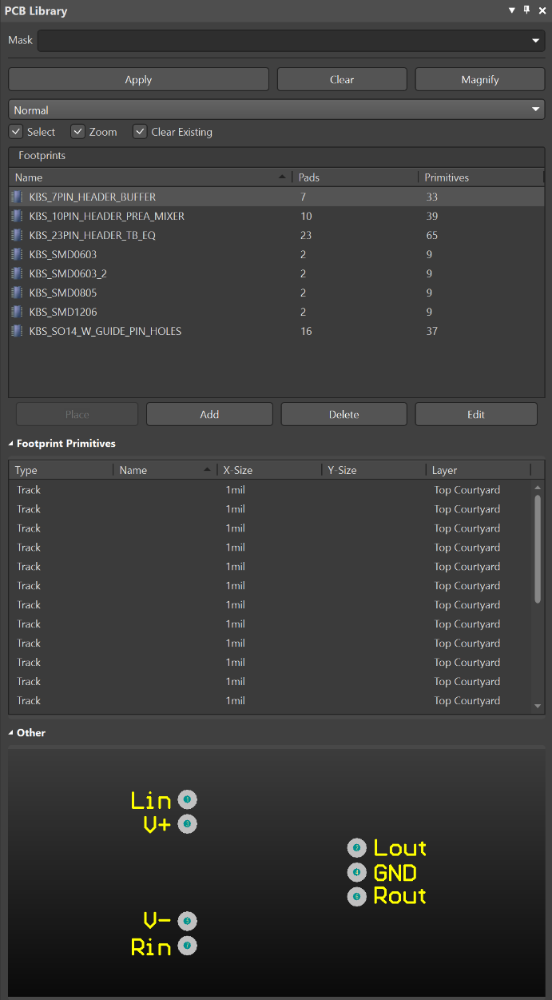 PCB Library
Mask
Apply Clear Magnify
Normal
Select Zoom Clear Existing
Footprints
Name Pads Primitives
KBS_7PIN_HEADER_BUFFER 7 33
KBS_10PIN_HEADER_PREA_MIXER 10 39
KBS_23PIN_HEADER_TB_EQ 23 65
KBS_SMD0603 2 9
KBS_SMD0603_2 2 9
KBS_SMD0805 2 9
KBS_SMD1206 2 9
KBS_SO14_W_GUIDE_PIN_HOLES 16 37
Place Add Delete Edit
Footprint Primitives
Type Name X-Size Y-Size Layer
Track 1mil Top Courtyard
Track 1mil Top Courtyard
Track 1mil Top Courtyard
Track 1mil Top Courtyard
Track 1mil Top Courtyard
Track 1mil Top Courtyard
Track 1mil Top Courtyard
Track 1mil Top Courtyard
Track 1mil Top Courtyard
Track 1mil Top Courtyard
Track 1mil Top Courtyard
Track 1mil Top Courtyard
Other
Lin 1
V+ 3
2 Lout
4 GND
6 Rout
V- 5
Rin 7